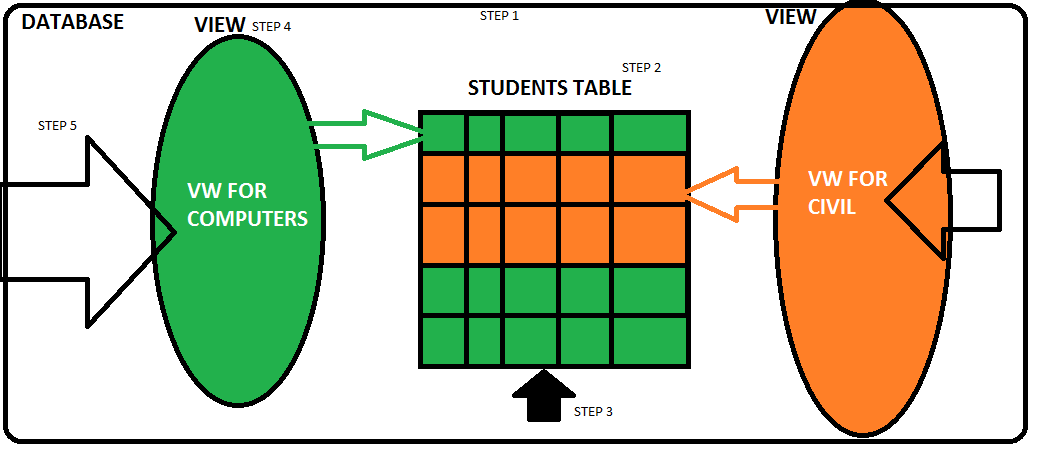 DATABASE
VIEW
STEP 4
STEP 1
VIEW
STEP 2
STUDENTS TABLE
STEP 5
VW FOR
COMPUTERS
VW FOR
CIVIL
STEP 3